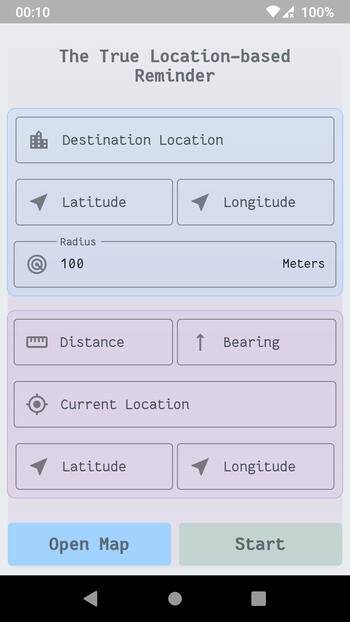 00:10 100%
The True Location-based
Reminder
Destination Location
Latitude Longitude
Radius
100 Meters
Distance Bearing
Current Location
Latitude Longitude
Open Map Start